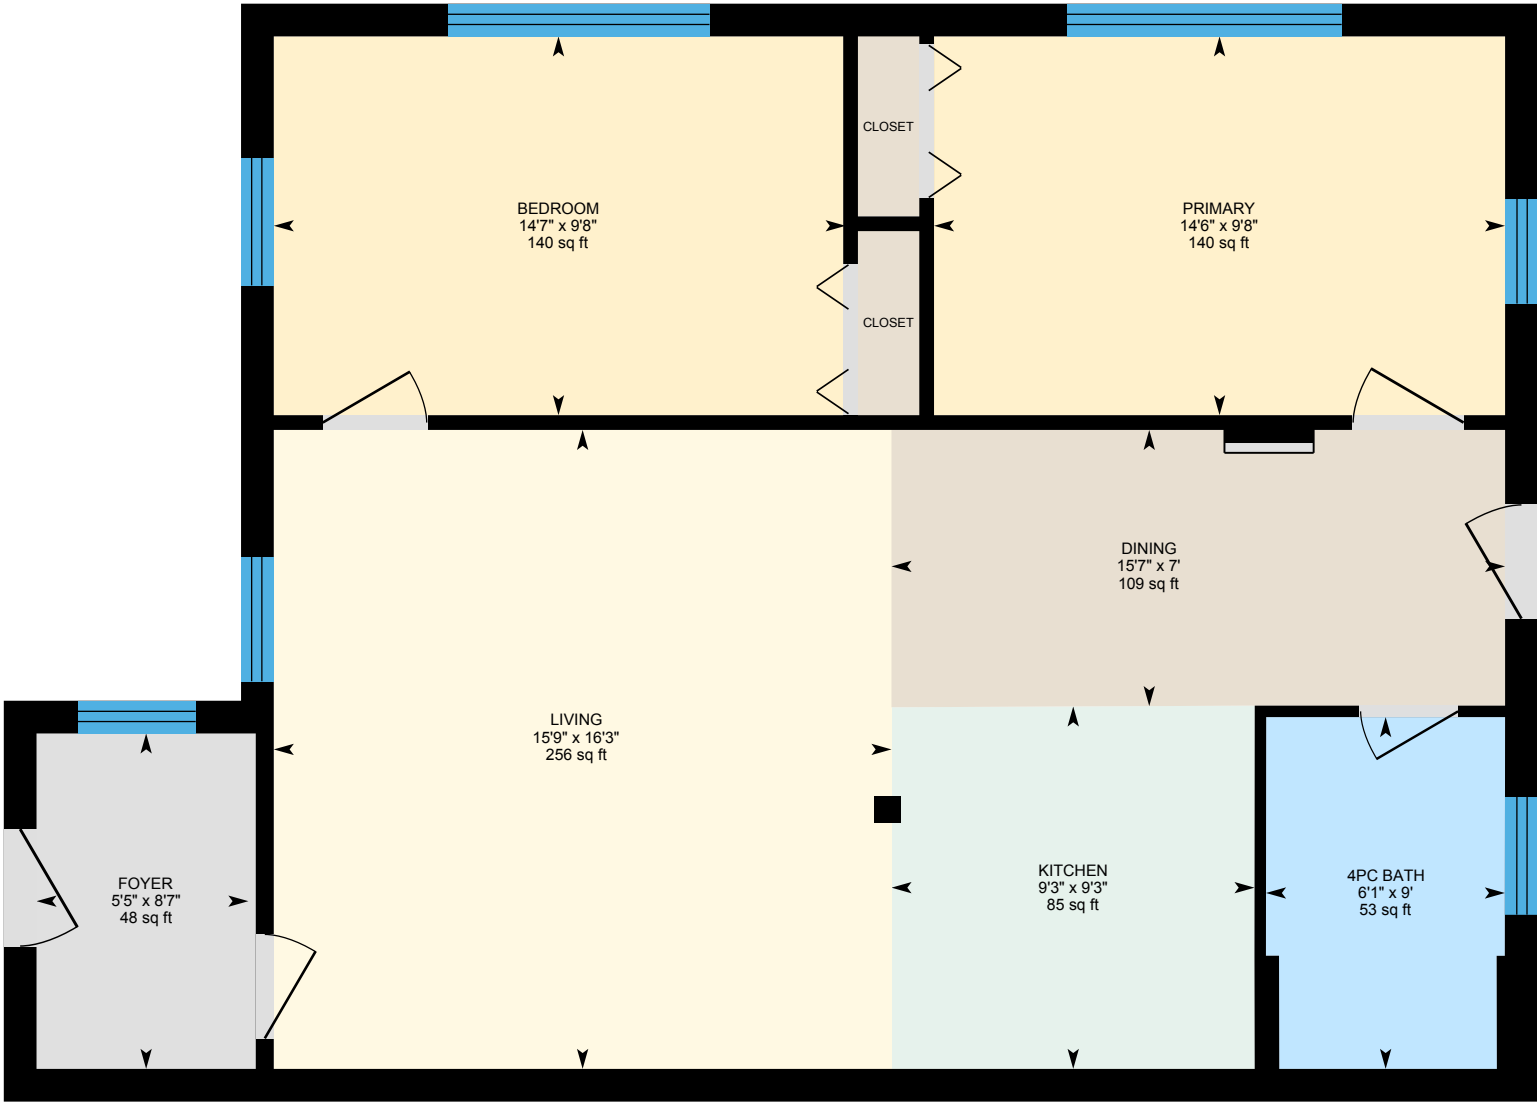 CLOSET
BEDROOM
14'7" x 9'8"
140 sq ft
PRIMARY
14'6" x 9'8"
140 sq ft
CLOSET
DINING
15'7" x 7'
109 sq ft
LIVING
15'9" x 16'3"
256 sq ft
FOYER
5'5" x 8'7"
48 sq ft
KITCHEN
9'3" x 9'3"
85 sq ft
4PC BATH
6'1" x 9'
53 sq ft